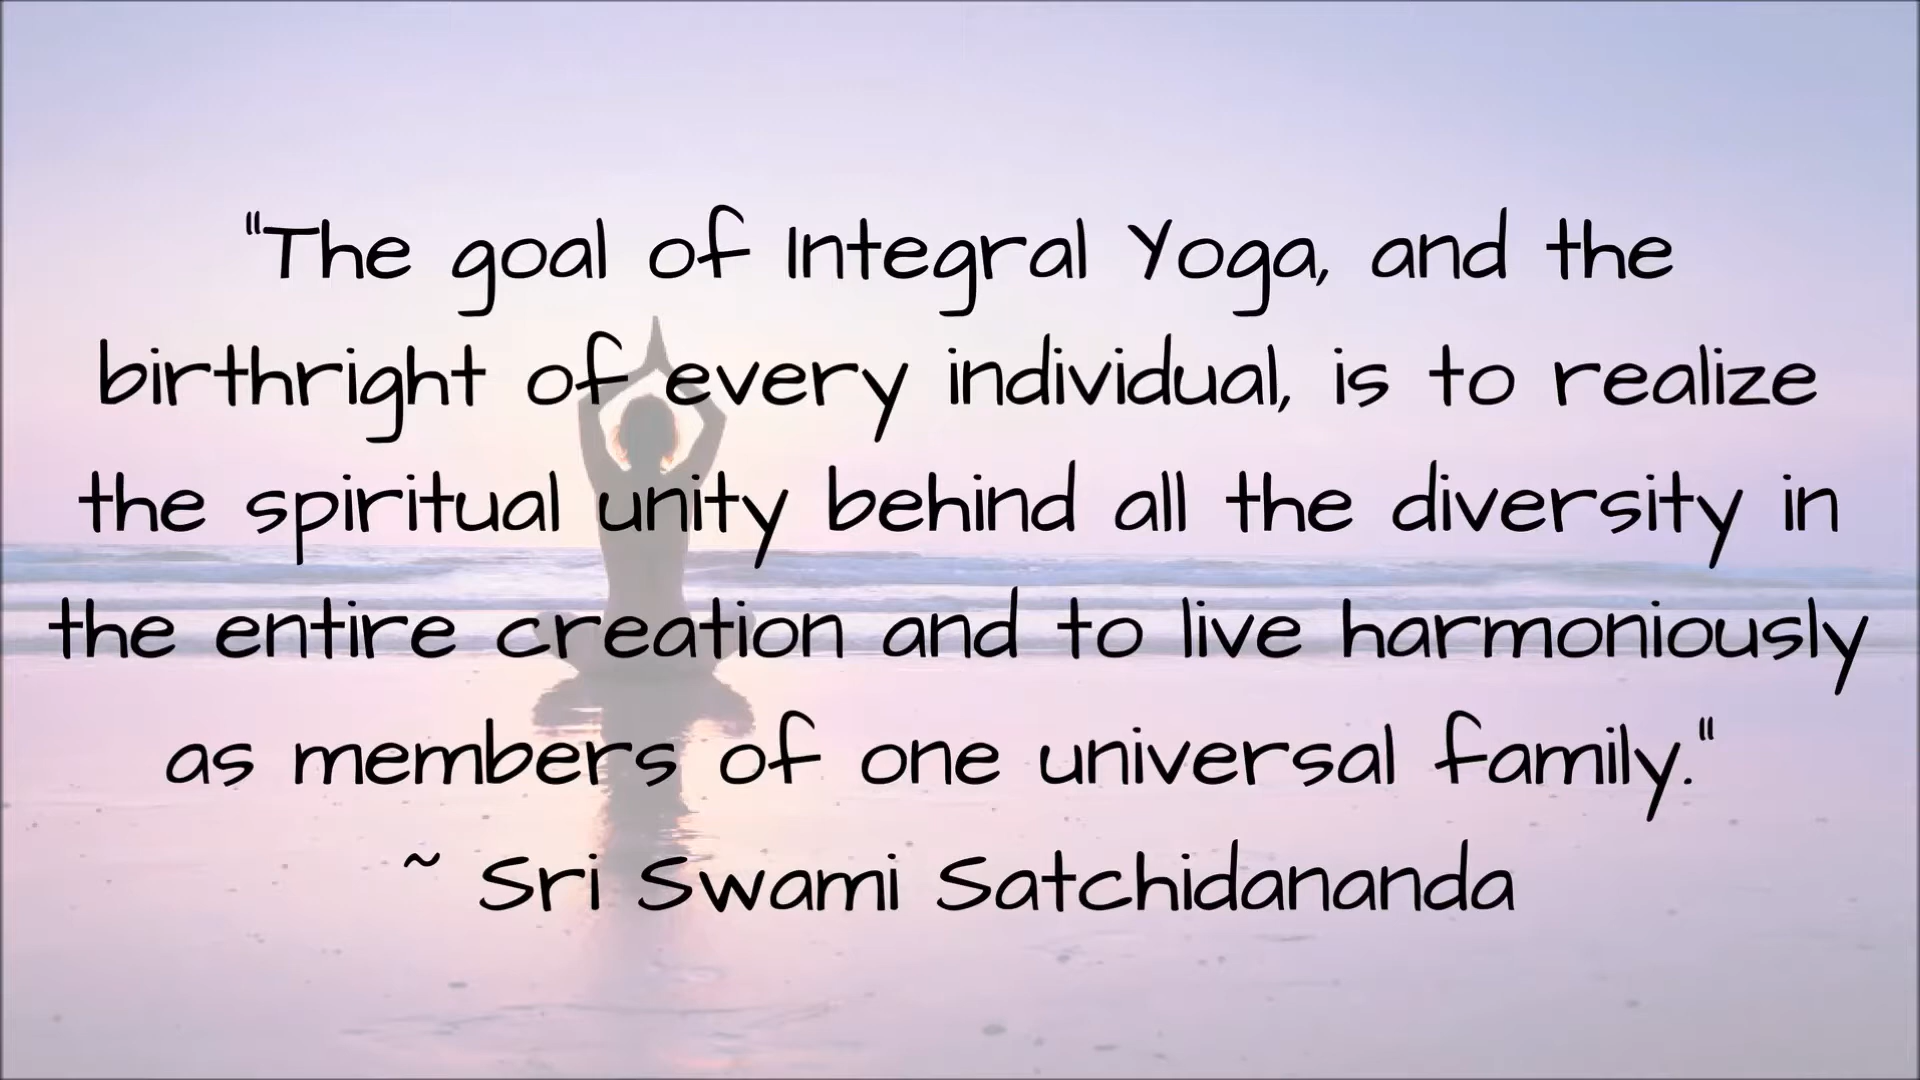 "The goal of Integral Yoga, and the
birthright of every individual, is to realize
the spiritual unity behind all the diversity in
the entire creation and to live harmoniously
as members of one universal family."
~ Sri Swami Satchidananda